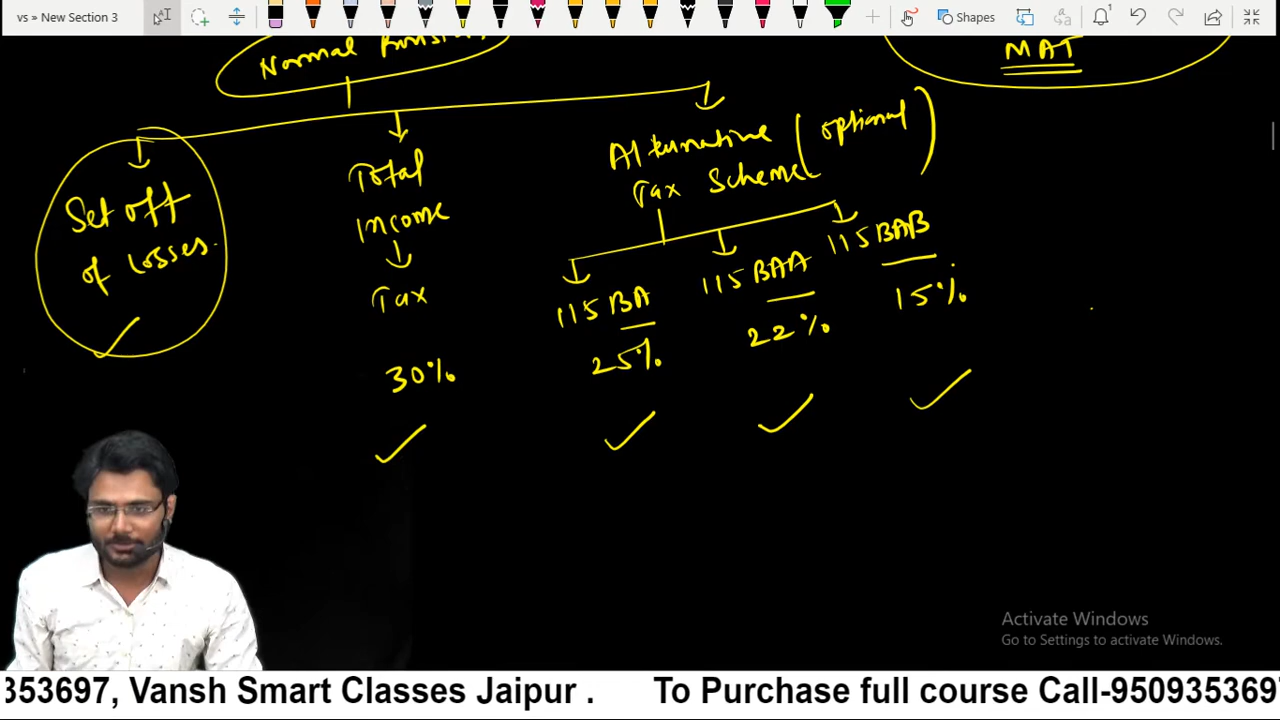 vs » New Section 3
Shapes
Normal
MAT
Set off
of losses.
Total
Income
Tax
30%
Alternative (optional)
Tax Scheme
115BA
25%
115BAA
22%
115BAB
15%
Activate Windows
Go to Settings to activate Windows.
353697, Vansh Smart Classes Jaipur . To Purchase full course Call-950935369